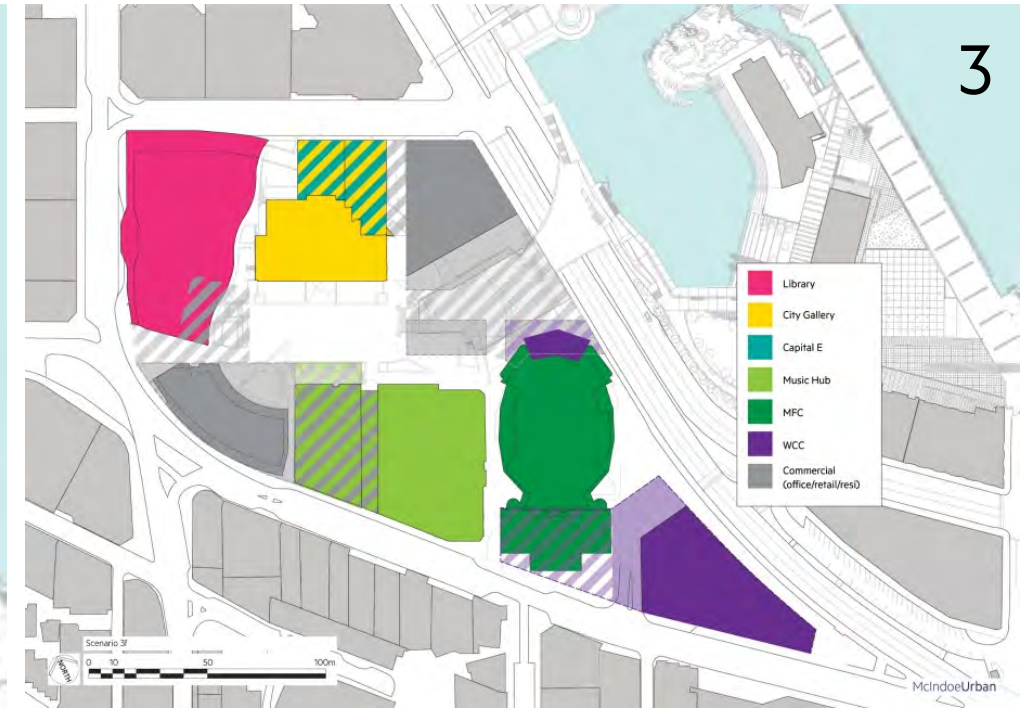 3
Library
City Gallery
Capital E
Music Hub
MFC
WCC
Commercial
(office/retail/resi)
Scenario 3f
NORTH
0 10 50 100m
McIndoeUrban